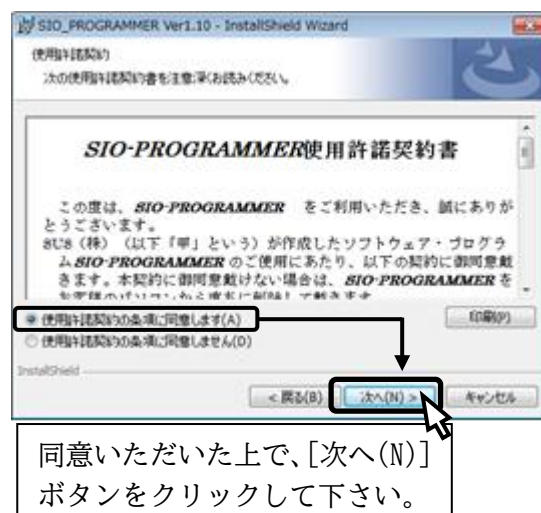 SIO_PROGRAMMER Ver1.10 - InstallShield Wizard
使用許諾契約
次の使用許諾契約書を注意深くお読みください。
SIO-PROGRAMMER使用許諾契約書
この度は、SIO-PROGRAMMER をご利用いただき、誠にありが
とうございます。
SUS（株）（以下「甲」という）が作成したソフトウェア・プログラ
ムSIO-PROGRAMMER のご使用にあたり、以下の契約に御同意戴
きます。本契約に御同意戴けない場合は、SIO-PROGRAMMER を
使用許諾契約の条項に同意します(A)
印刷(P)
使用許諾契約の条項に同意しません(D)
InstallShield
< 戻る(B)
次へ(N) >
キャンセル
同意いただいた上で、[次へ(N)]
ボタンをクリックして下さい。